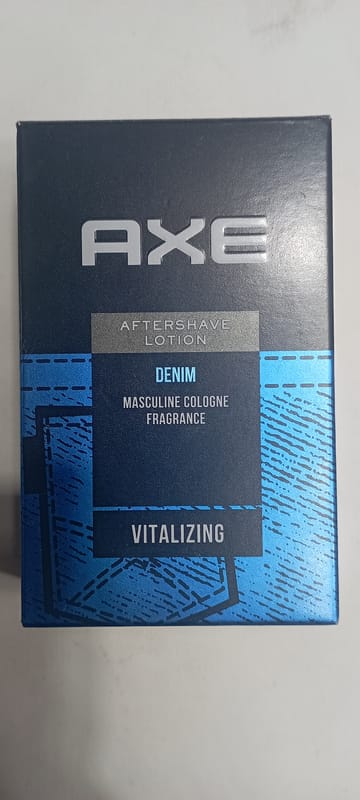 AXE
AFTERSHAVE
LOTION
DENIM
MASCULINE COLOGNE
FRAGRANCE
VITALIZING